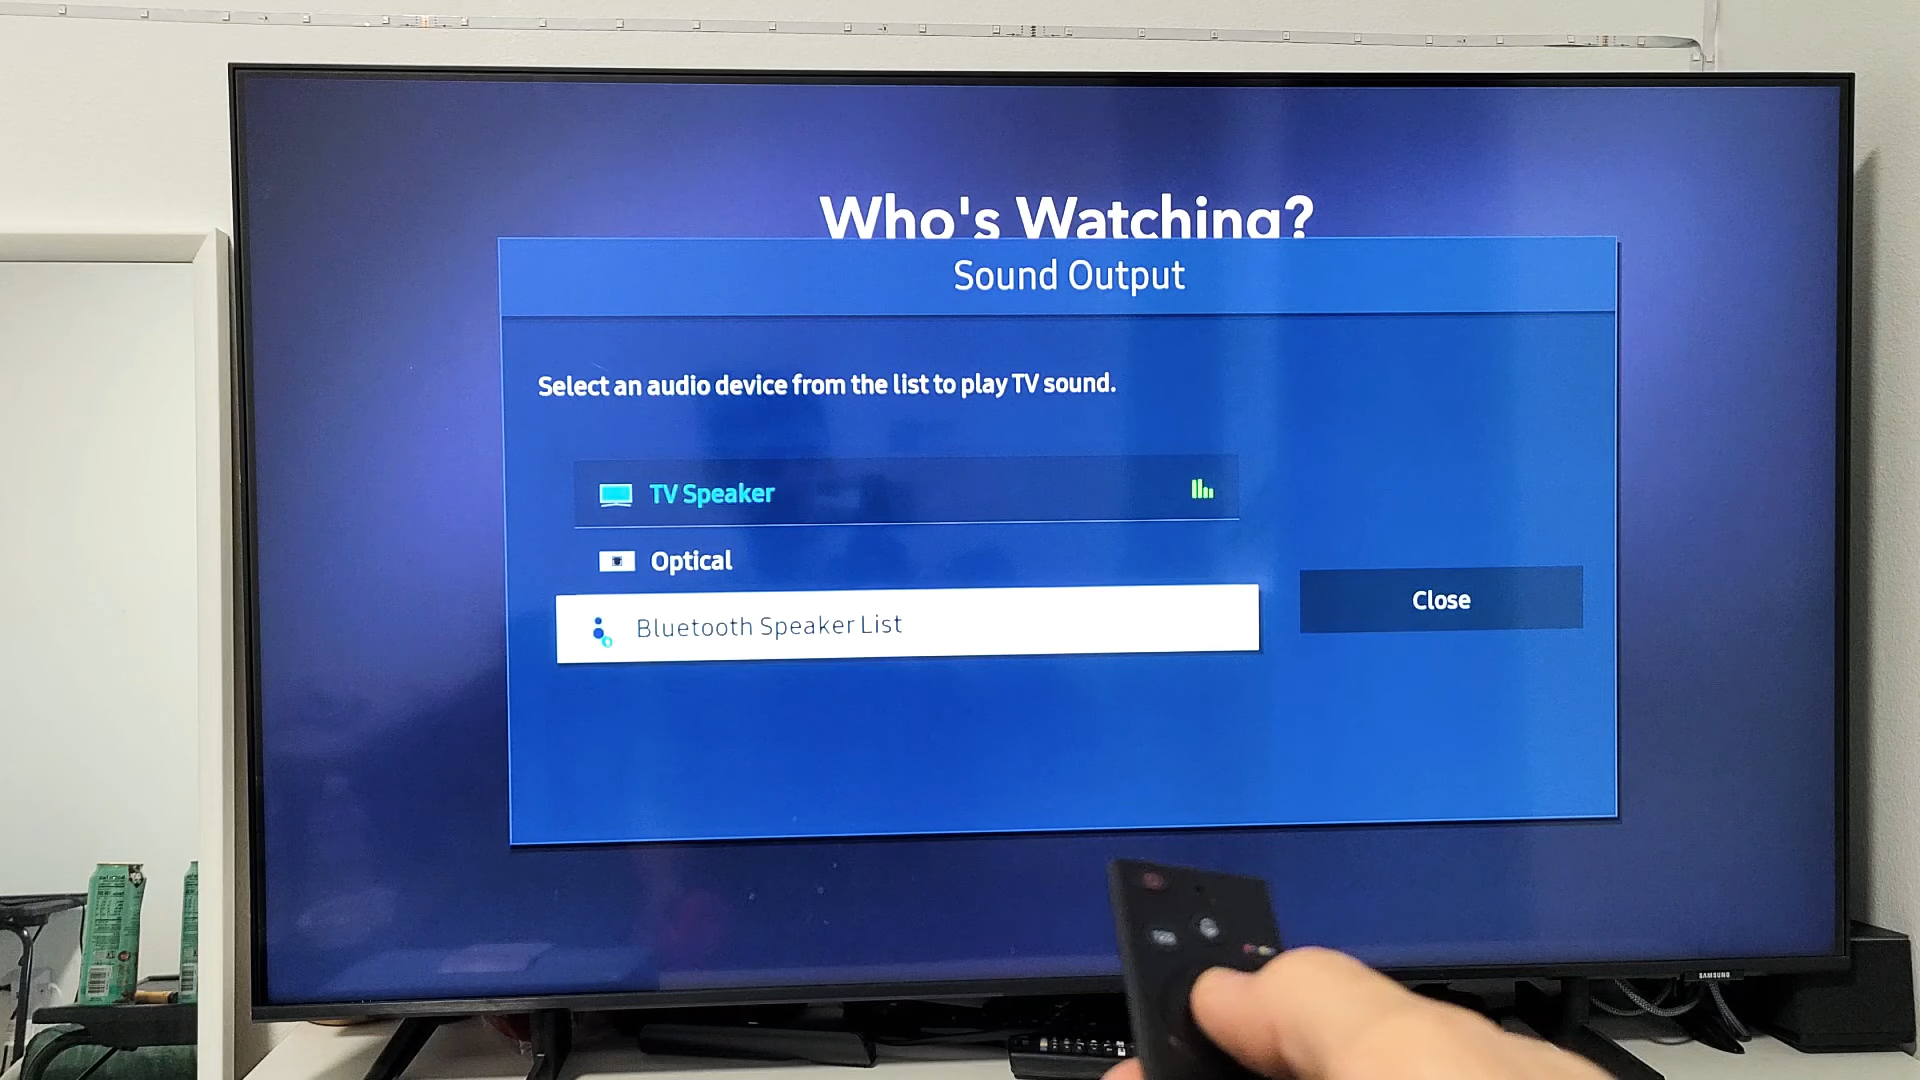 Who's Watching?
Sound Output
Select an audio device from the list to play TV sound.
TV Speaker
Optical
Bluetooth Speaker List
Close
SAMSUNG